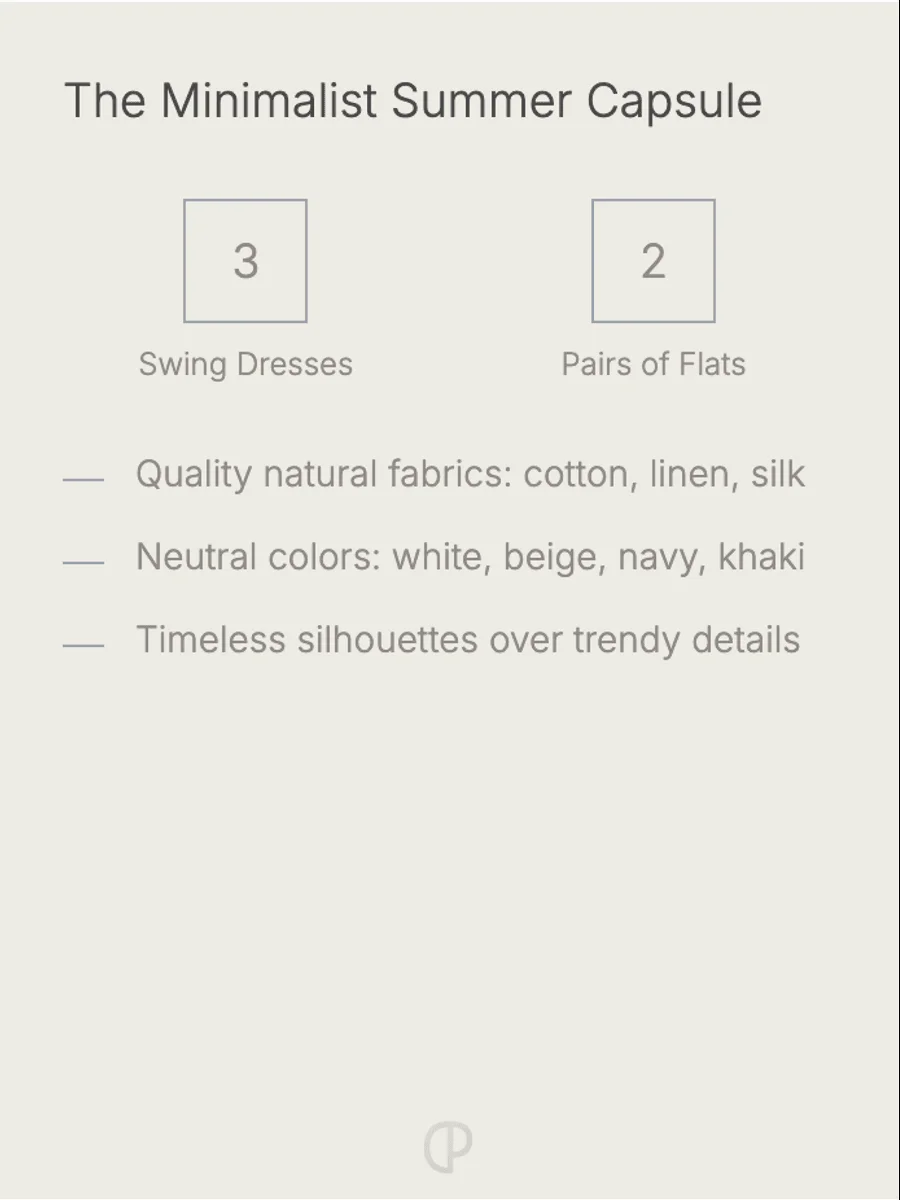 The Minimalist Summer Capsule
3
2
Swing Dresses
Pairs of Flats
Quality natural fabrics: cotton, linen, silk
Neutral colors: white, beige, navy, khaki
Timeless silhouettes over trendy details